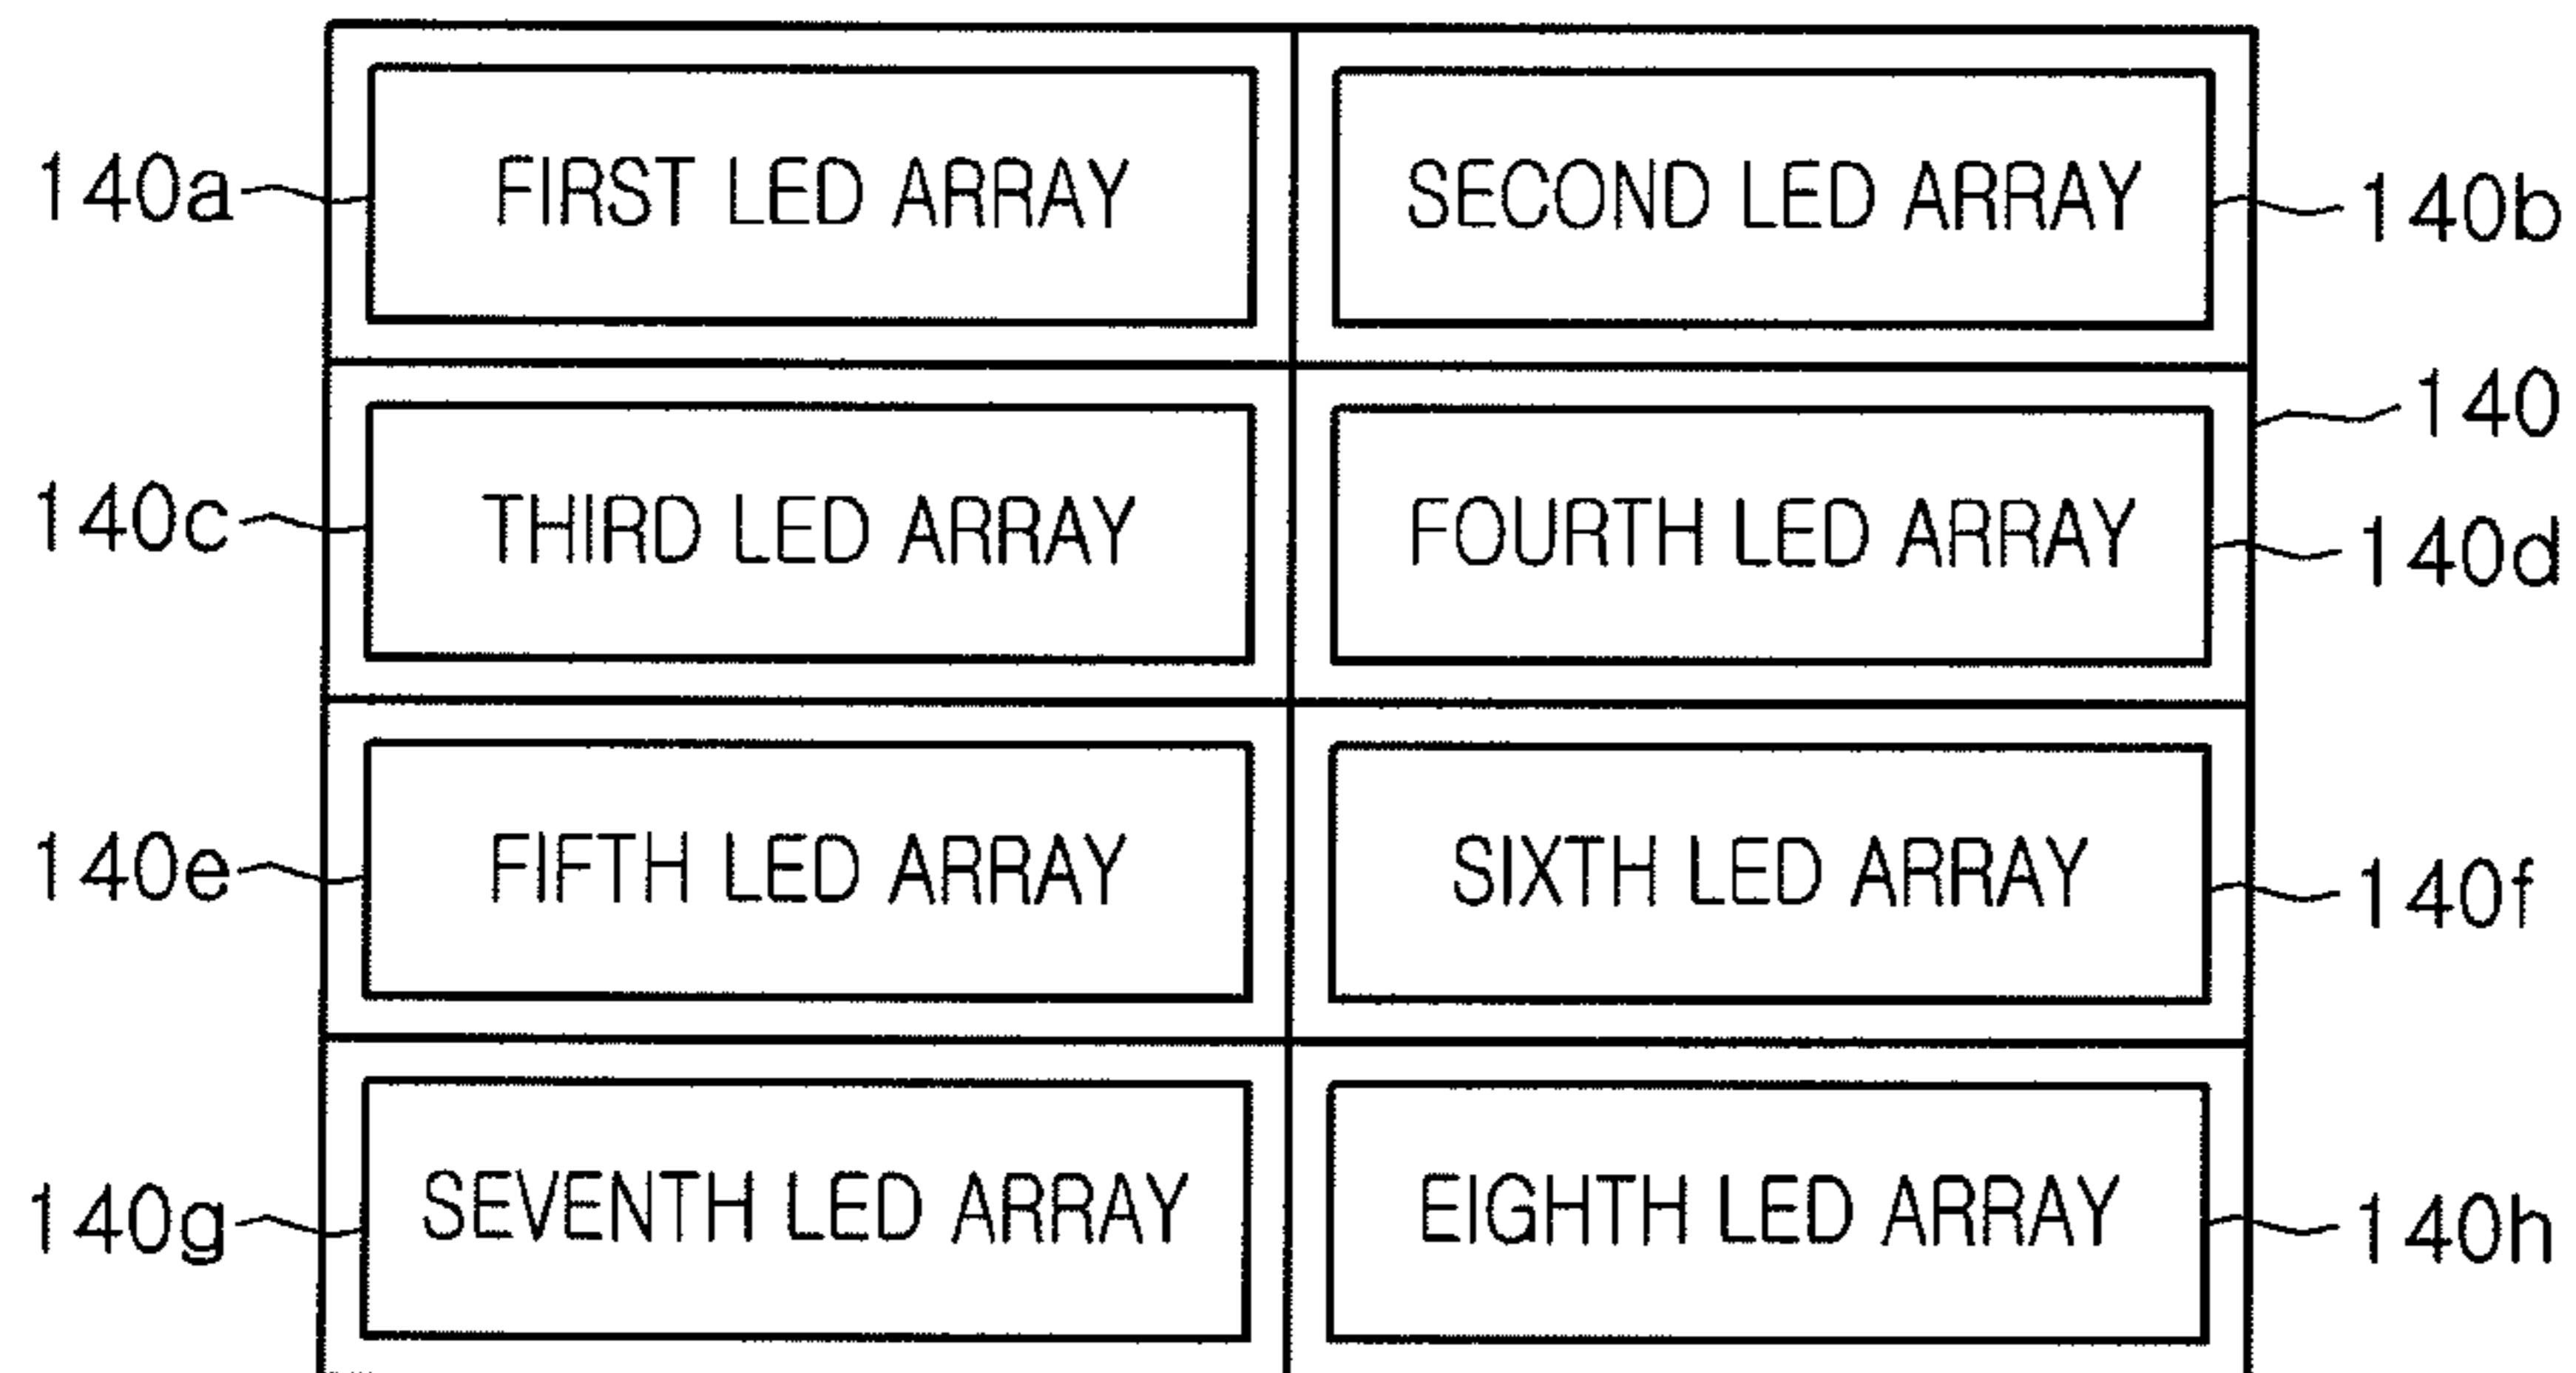 140a FIRST LED ARRAY SECOND LED ARRAY 140b
140
140c THIRD LED ARRAY FOURTH LED ARRAY 140d
140e FIFTH LED ARRAY SIXTH LED ARRAY 140f
140g SEVENTH LED ARRAY EIGHTH LED ARRAY 140h